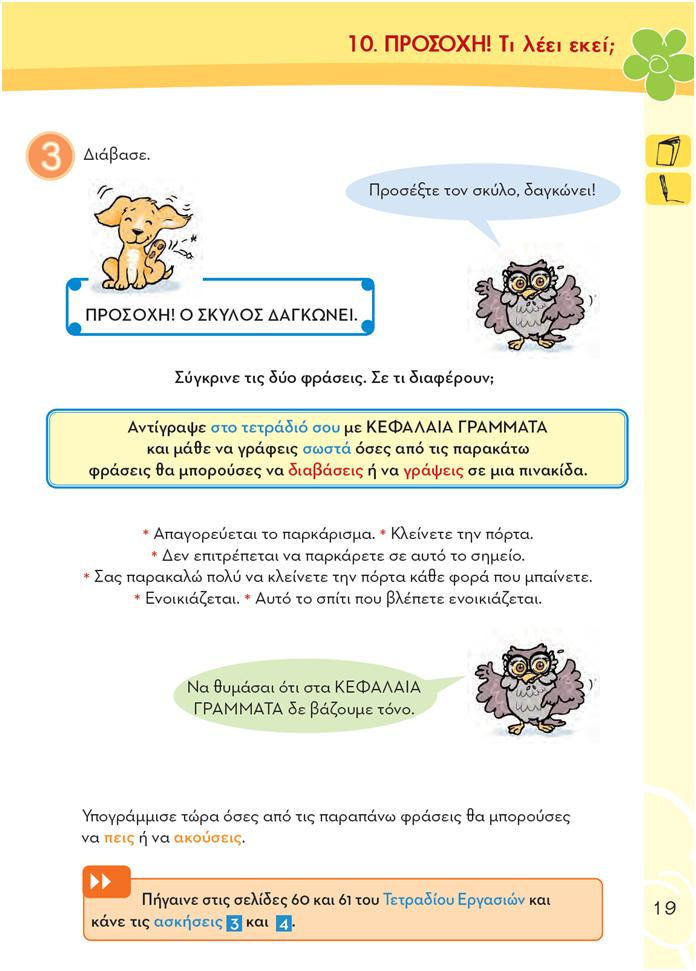 10. ΠΡΟΣΟΧΗ! Τι λέει εκεί;
3 Διάβασε.
Προσέξτε τον σκύλο, δαγκώνει!
ΠΡΟΣΟΧΗ! Ο ΣΚΥΛΟΣ ΔΑΓΚΩΝΕΙ.
Σύγκρινε τις δύο φράσεις. Σε τι διαφέρουν;
Αντίγραψε στο τετράδιό σου με ΚΕΦΑΛΑΙΑ ΓΡΑΜΜΑΤΑ
και μάθε να γράφεις σωστά όσες από τις παρακάτω
φράσεις θα μπορούσες να διαβάσεις ή να γράψεις σε μια πινακίδα.
* Απαγορεύεται το παρκάρισμα. * Κλείνετε την πόρτα.
* Δεν επιτρέπεται να παρκάρετε σε αυτό το σημείο.
* Σας παρακαλώ πολύ να κλείνετε την πόρτα κάθε φορά που μπαίνετε.
* Ενοικιάζεται. * Αυτό το σπίτι που βλέπετε ενοικιάζεται.
Να θυμάσαι ότι στα ΚΕΦΑΛΑΙΑ
ΓΡΑΜΜΑΤΑ δε βάζουμε τόνο.
Υπογράμμισε τώρα όσες από τις παραπάνω φράσεις θα μπορούσες
να πεις ή να ακούσεις.
Πήγαινε στις σελίδες 60 και 61 του Τετραδίου Εργασιών και
κάνε τις ασκήσεις 3 και 4.
19